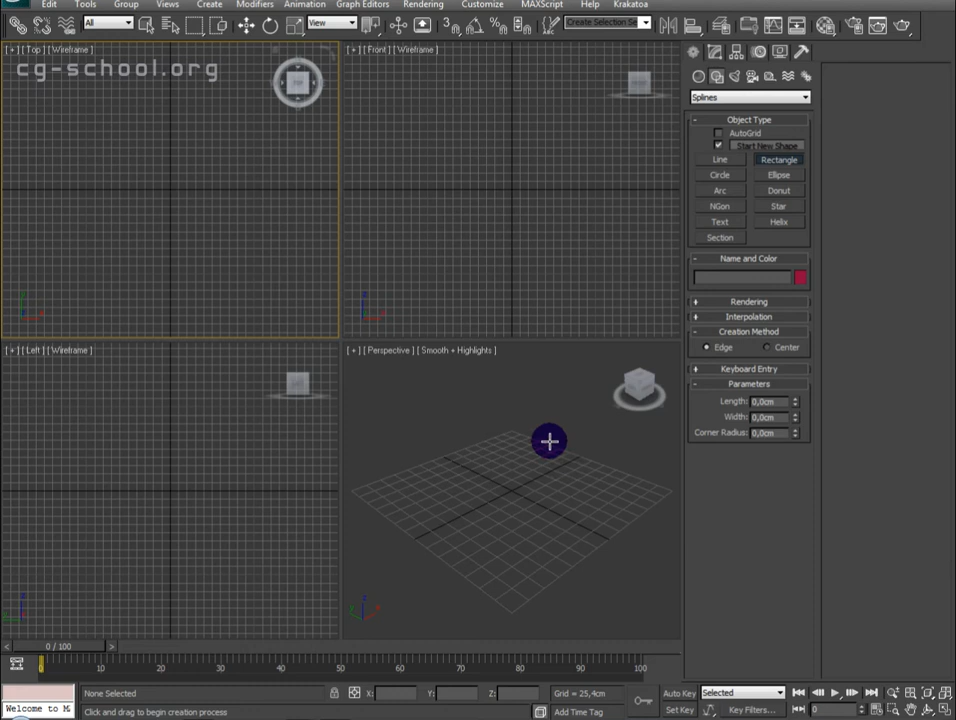 Edit Tools Group Views Create Modifiers Animation Graph Editors Rendering Customize MAXScript Help Krakatoa
All View Create Selection Se
[ + ] [ Top ] [ Wireframe ] [ + ] [ Front ] [ Wireframe ]
cg-school.org
TOP
Splines
- Object Type
AutoGrid
Start New Shape
Line Rectangle
Circle Ellipse
Arc Donut
NGon Star
Text Helix
Section
- Name and Color
+ Rendering
+ Interpolation
- Creation Method
Edge Center
+ Keyboard Entry
- Parameters
Length: 0,0cm
Width: 0,0cm
Corner Radius: 0,0cm
[ + ] [ Left ] [ Wireframe ] [ + ] [ Perspective ] [ Smooth + Highlights ]
< 0 / 100 >
0 10 20 30 40 50 60 70 80 90 100
None Selected X: Y: Z: Grid = 25,4cm Auto Key Selected
Welcome to M Click and drag to begin creation process Add Time Tag Set Key Key Filters... 0